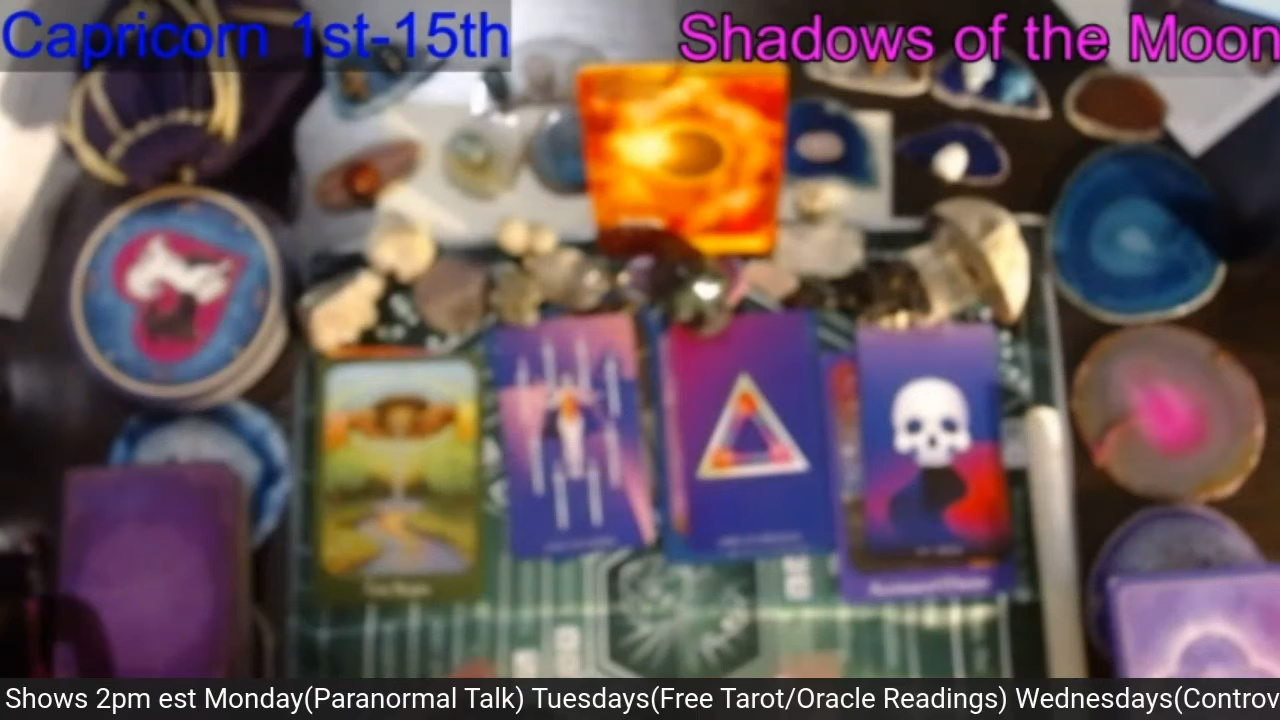 Capricorn 1st-15th
Shadows of the Moon
Shows 2pm est Monday(Paranormal Talk) Tuesdays(Free Tarot/Oracle Readings) Wednesdays(Controv